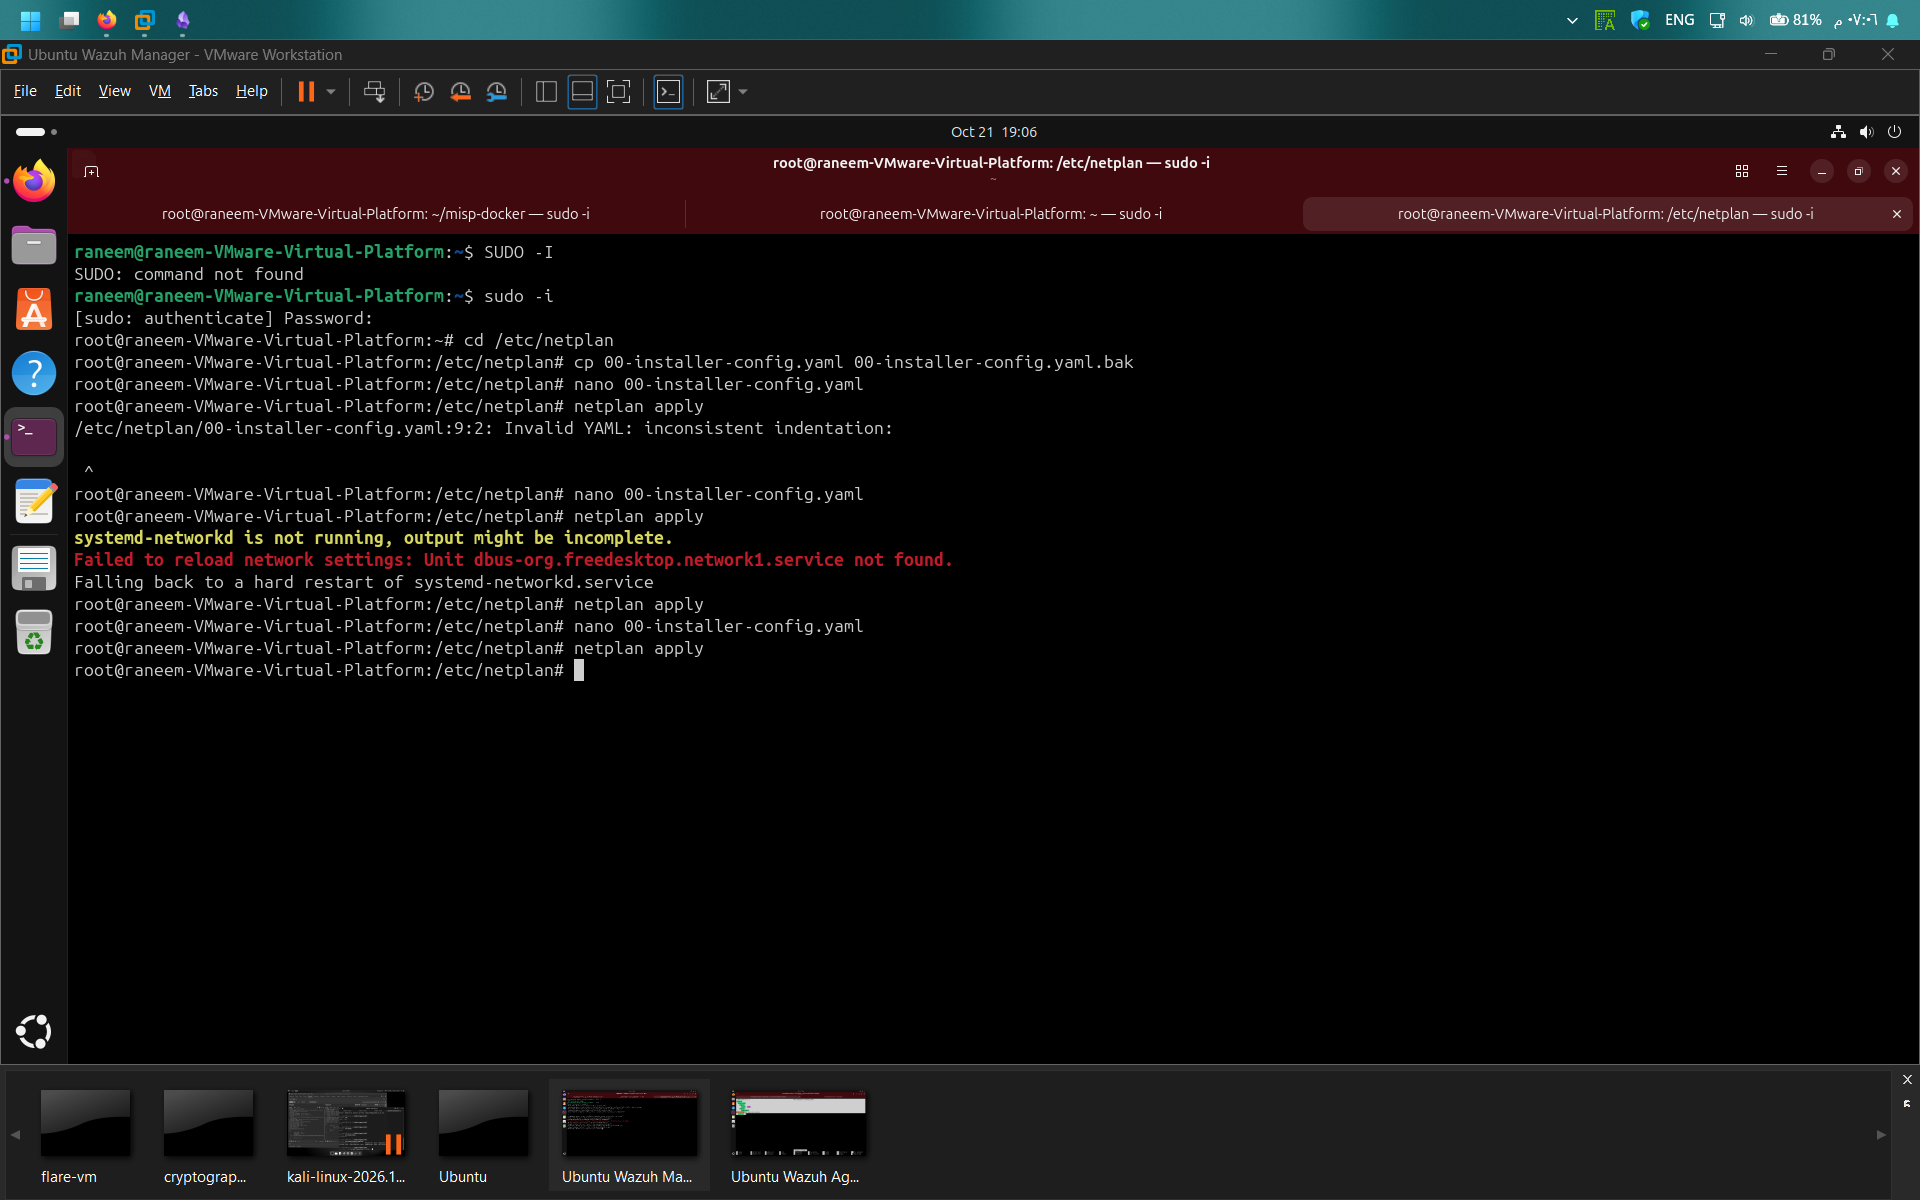 ENG
81%
٠٧:٠٦ م
Ubuntu Wazuh Manager - VMware Workstation
File Edit View VM Tabs Help
Oct 21 19:06
root@raneem-VMware-Virtual-Platform: /etc/netplan — sudo -i
~
root@raneem-VMware-Virtual-Platform: ~/misp-docker — sudo -i
root@raneem-VMware-Virtual-Platform: ~ — sudo -i
root@raneem-VMware-Virtual-Platform: /etc/netplan — sudo -i
raneem@raneem-VMware-Virtual-Platform:~$ SUDO -I
SUDO: command not found
raneem@raneem-VMware-Virtual-Platform:~$ sudo -i
[sudo: authenticate] Password:
root@raneem-VMware-Virtual-Platform:~# cd /etc/netplan
root@raneem-VMware-Virtual-Platform:/etc/netplan# cp 00-installer-config.yaml 00-installer-config.yaml.bak
root@raneem-VMware-Virtual-Platform:/etc/netplan# nano 00-installer-config.yaml
root@raneem-VMware-Virtual-Platform:/etc/netplan# netplan apply
/etc/netplan/00-installer-config.yaml:9:2: Invalid YAML: inconsistent indentation:
^
root@raneem-VMware-Virtual-Platform:/etc/netplan# nano 00-installer-config.yaml
root@raneem-VMware-Virtual-Platform:/etc/netplan# netplan apply
systemd-networkd is not running, output might be incomplete.
Failed to reload network settings: Unit dbus-org.freedesktop.network1.service not found.
Falling back to a hard restart of systemd-networkd.service
root@raneem-VMware-Virtual-Platform:/etc/netplan# netplan apply
root@raneem-VMware-Virtual-Platform:/etc/netplan# nano 00-installer-config.yaml
root@raneem-VMware-Virtual-Platform:/etc/netplan# netplan apply
root@raneem-VMware-Virtual-Platform:/etc/netplan#
flare-vm
cryptograp...
kali-linux-2026.1...
Ubuntu
Ubuntu Wazuh Ma...
Ubuntu Wazuh Ag...